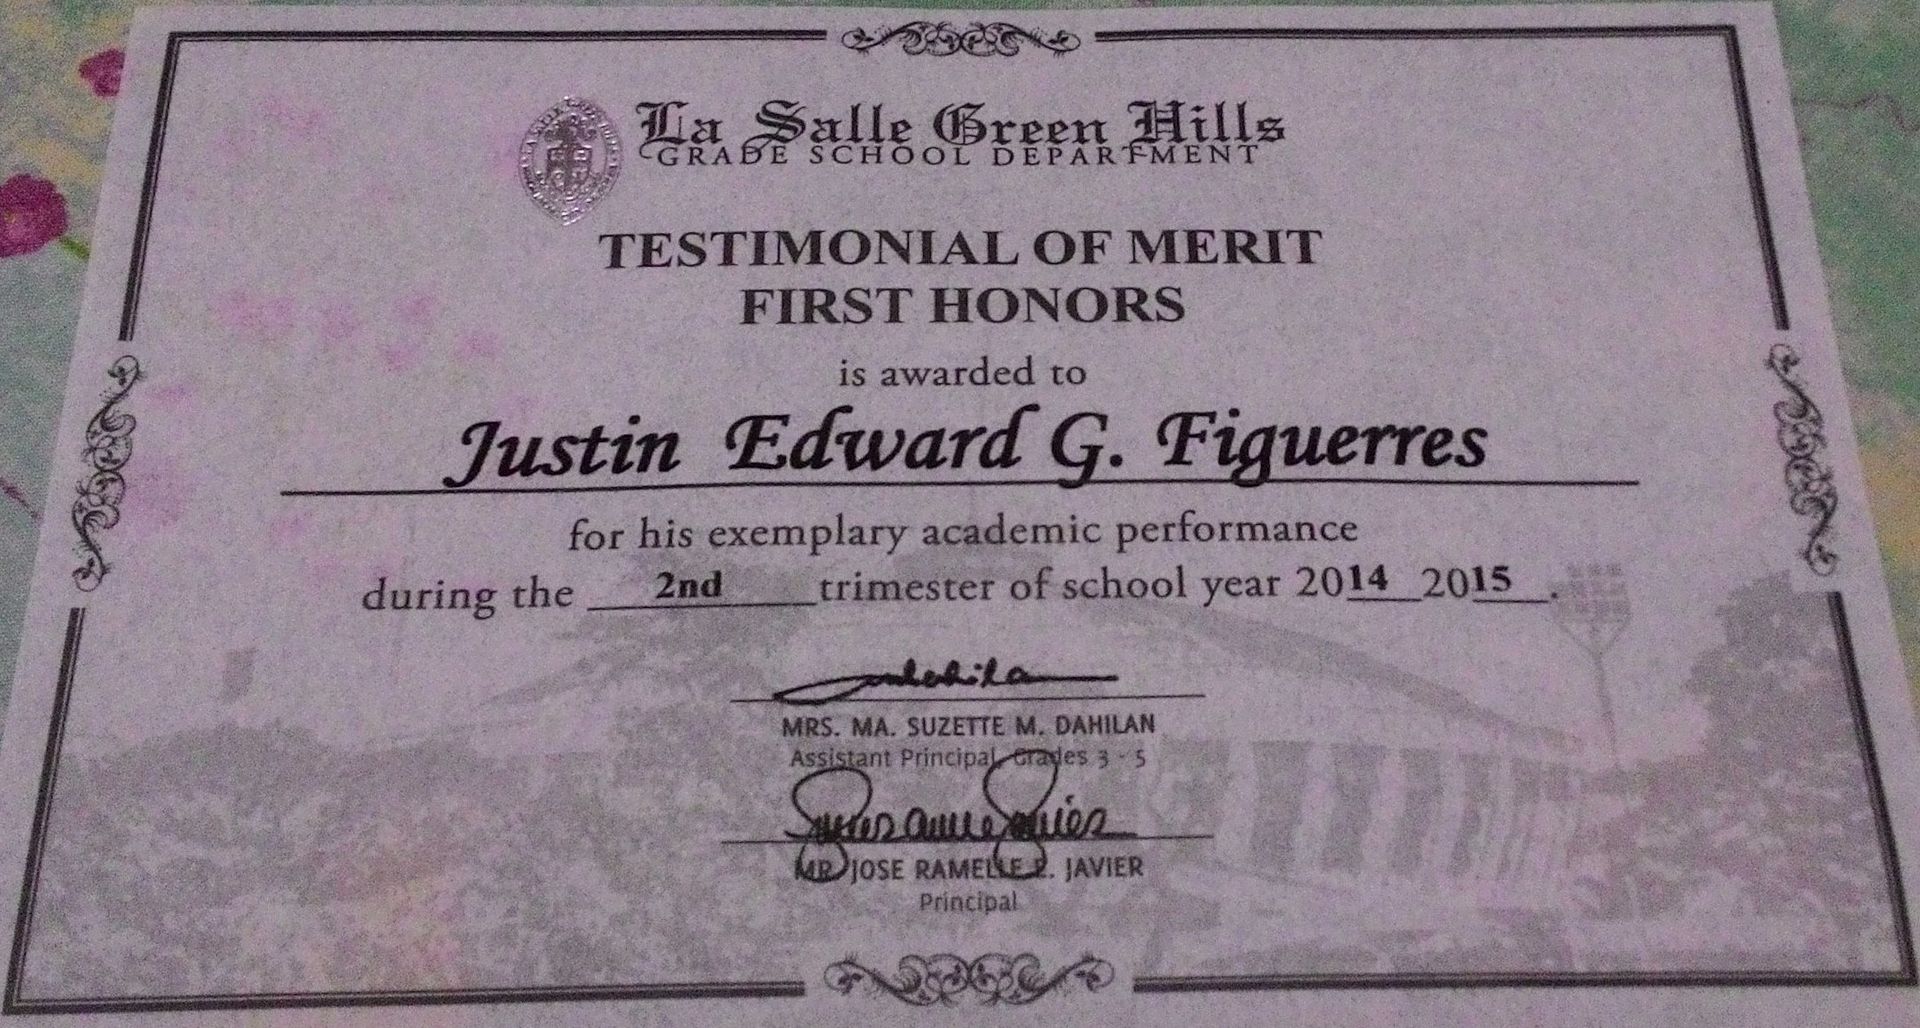 La Salle Green Hills
GRADE SCHOOL DEPARTMENT
TESTIMONIAL OF MERIT
FIRST HONORS
is awarded to
Justin Edward G. Figuerres
for his exemplary academic performance
during the 2nd trimester of school year 2014 2015.
MRS. MA. SUZETTE M. DAHILAN
Assistant Principal, Grades 3 - 5
MR. JOSE RAMELLE E. JAVIER
Principal